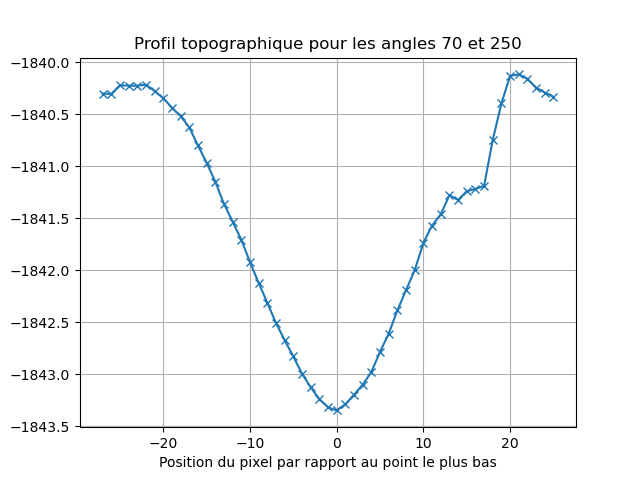 Profil topographique pour les angles 70 et 250
−1840.0
−1840.5
−1841.0
−1841.5
−1842.0
−1842.5
−1843.0
−1843.5
−20 −10 0 10 20
Position du pixel par rapport au point le plus bas